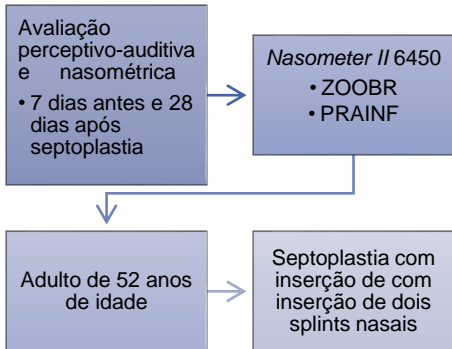 Avaliação
perceptivo-auditiva
e nasométrica
• 7 dias antes e 28
dias após
septoplastia
Nasometer II 6450
• ZOOBR
• PRAINF
Adulto de 52 anos
de idade
Septoplastia com
inserção de com
inserção de dois
splints nasais